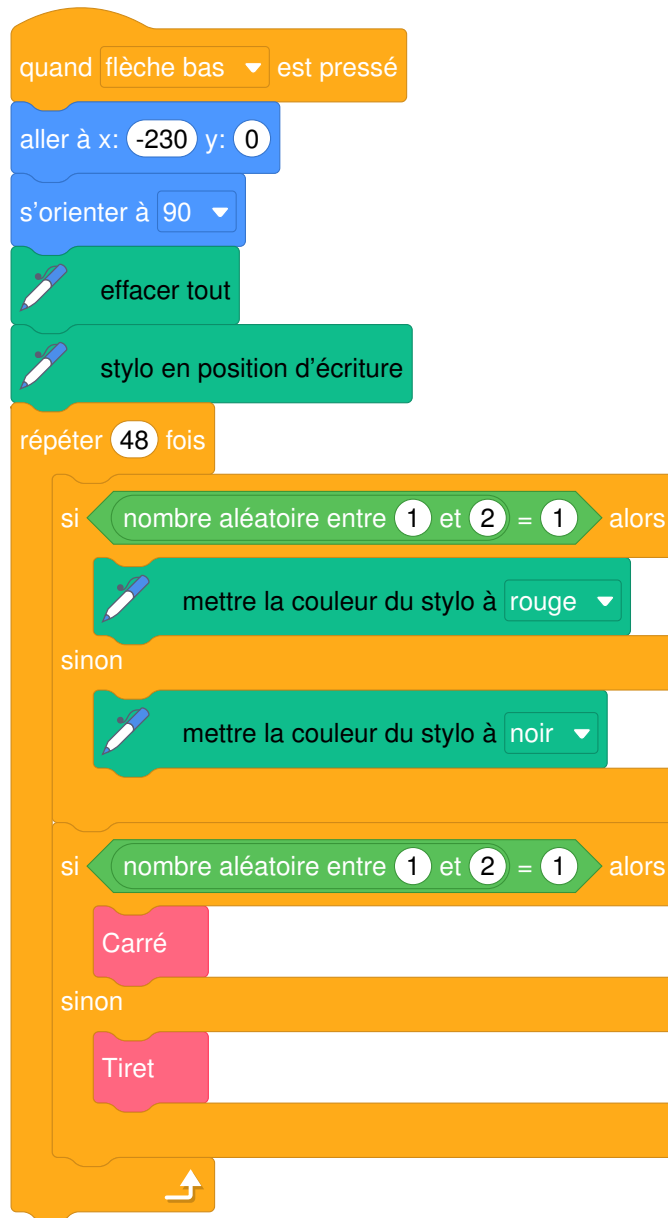 quand flèche bas est pressé
aller à x: -230 y: 0
s’orienter à 90
effacer tout
stylo en position d’écriture
répéter 48 fois
si nombre aléatoire entre 1 et 2 = 1 alors
mettre la couleur du stylo à rouge
sinon
mettre la couleur du stylo à noir
si nombre aléatoire entre 1 et 2 = 1 alors
Carré
sinon
Tiret